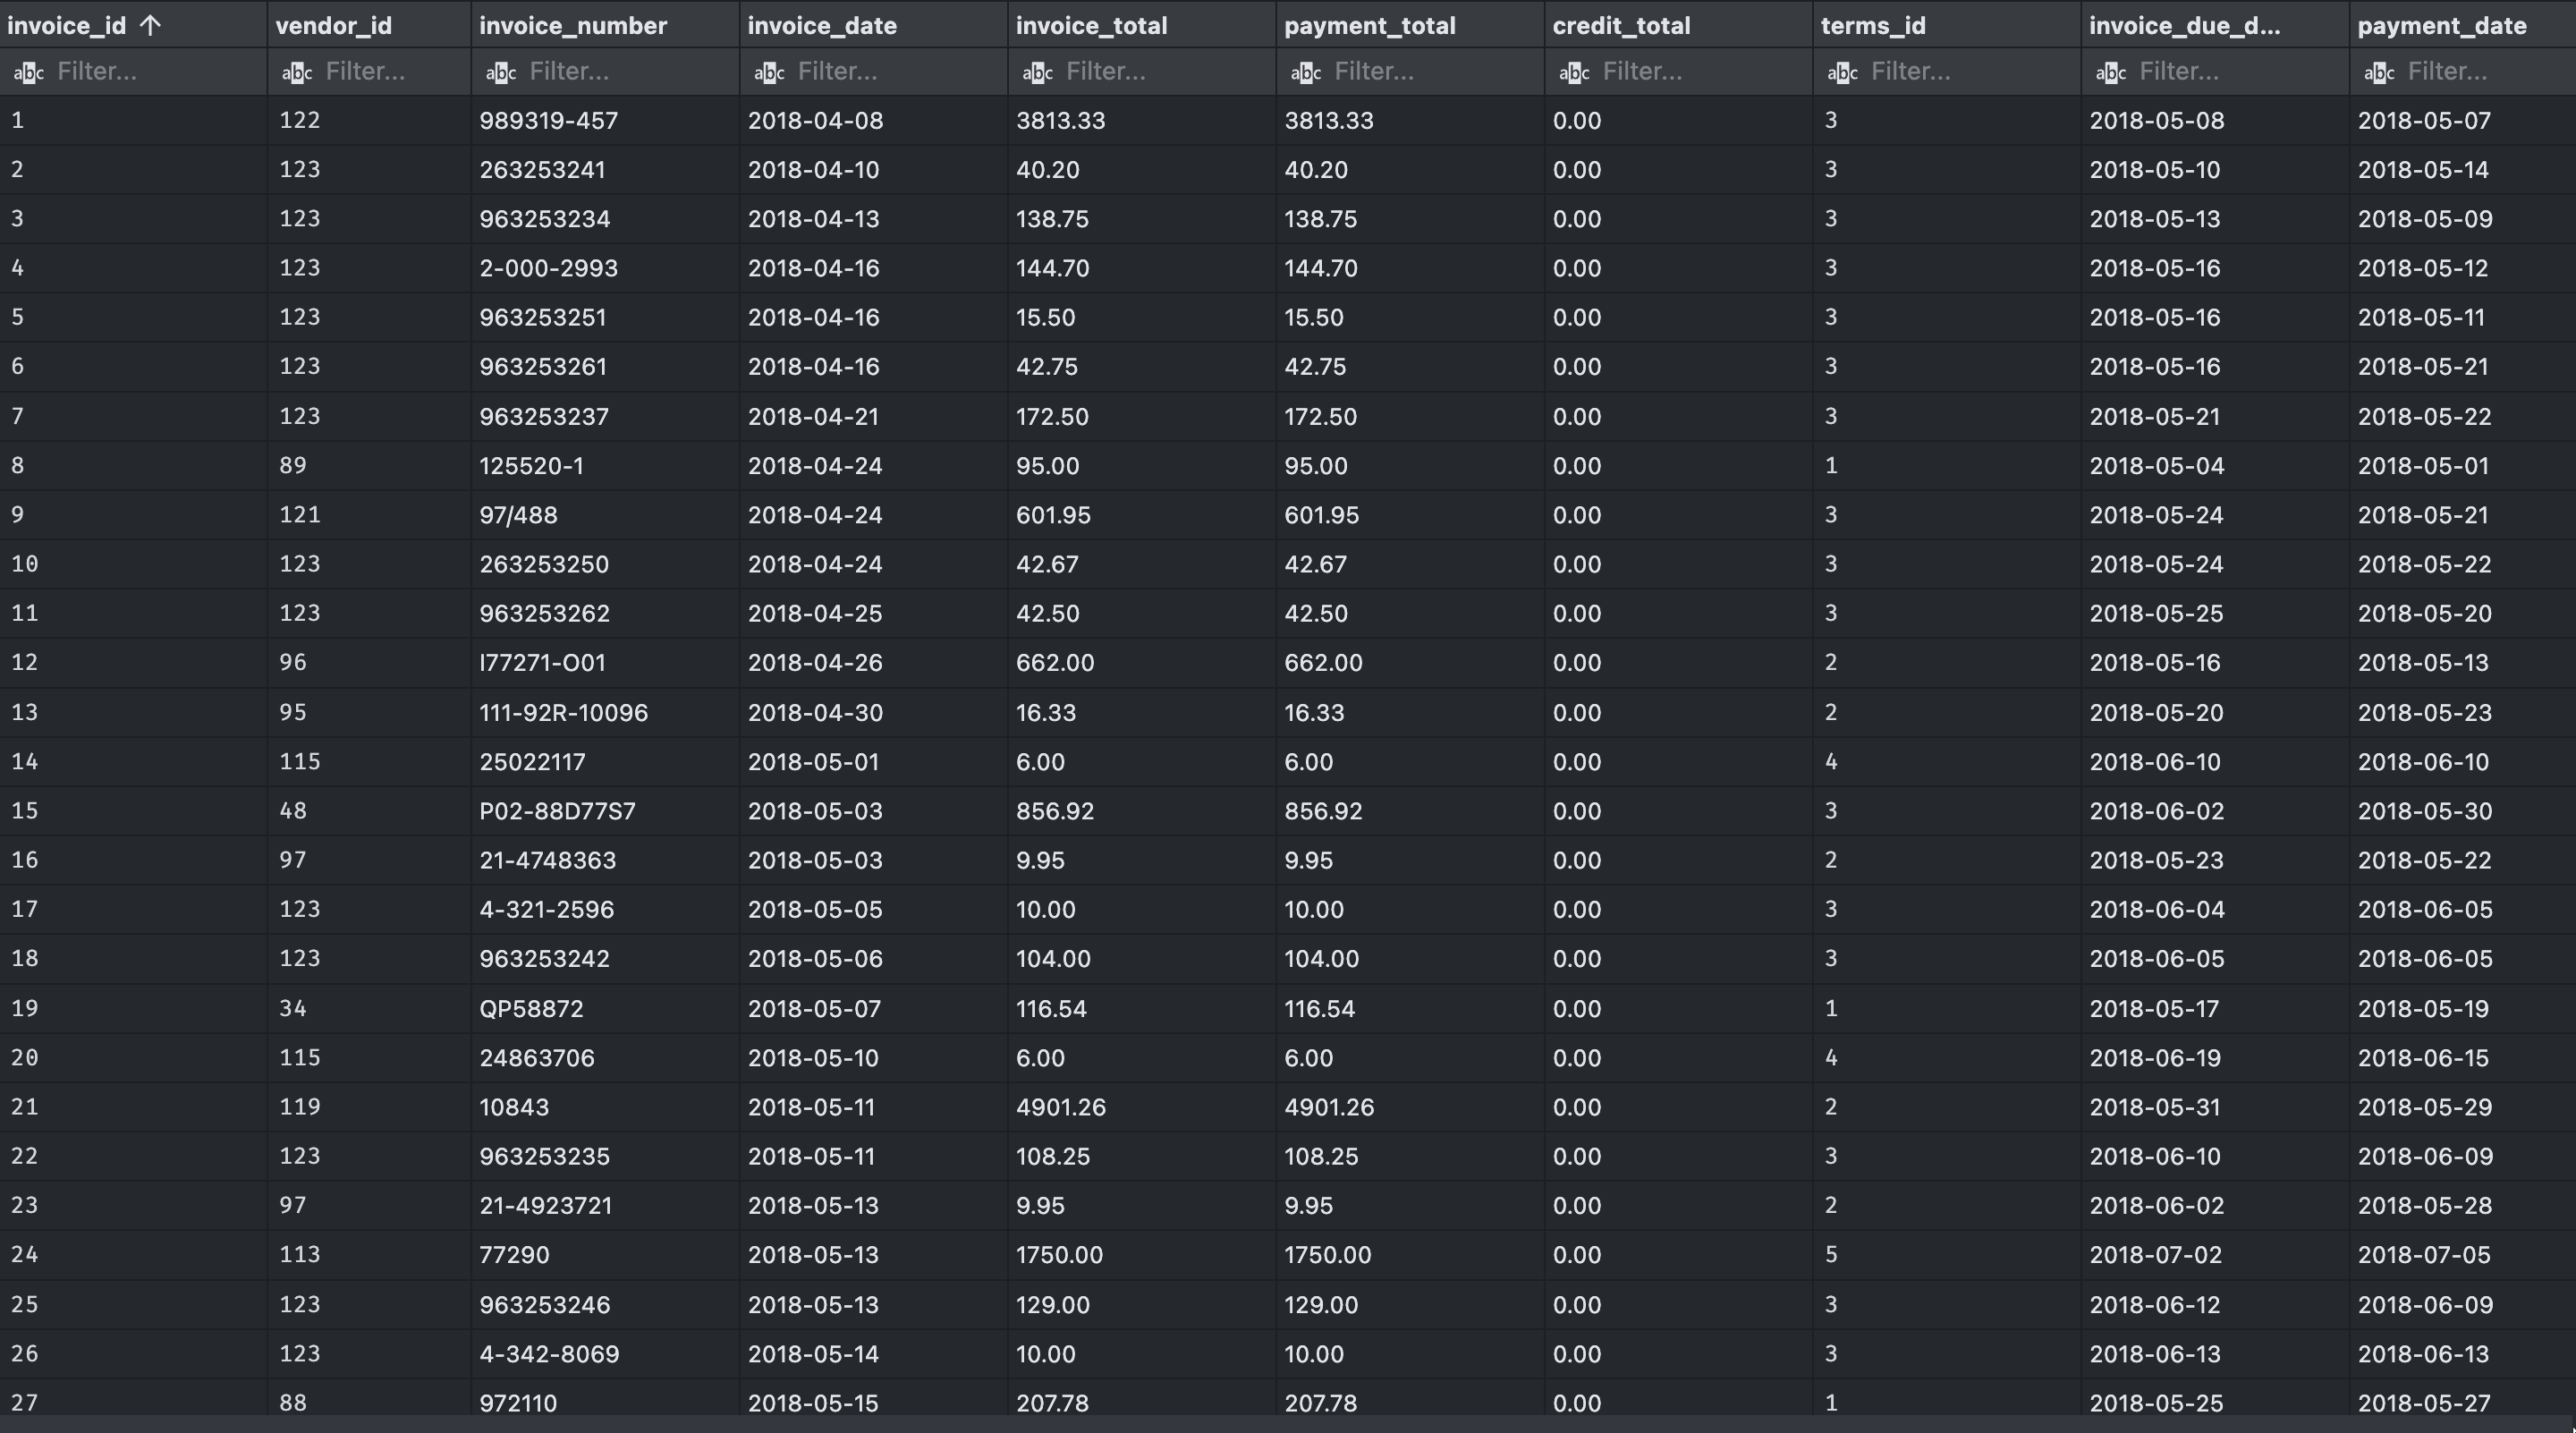 invoice_id ↑ vendor_id invoice_number invoice_date invoice_total payment_total credit_total terms_id invoice_due_d... payment_date
abc Filter... abc Filter... abc Filter... abc Filter... abc Filter... abc Filter... abc Filter... abc Filter... abc Filter... abc Filter...
1 122 989319-457 2018-04-08 3813.33 3813.33 0.00 3 2018-05-08 2018-05-07
2 123 263253241 2018-04-10 40.20 40.20 0.00 3 2018-05-10 2018-05-14
3 123 963253234 2018-04-13 138.75 138.75 0.00 3 2018-05-13 2018-05-09
4 123 2-000-2993 2018-04-16 144.70 144.70 0.00 3 2018-05-16 2018-05-12
5 123 963253251 2018-04-16 15.50 15.50 0.00 3 2018-05-16 2018-05-11
6 123 963253261 2018-04-16 42.75 42.75 0.00 3 2018-05-16 2018-05-21
7 123 963253237 2018-04-21 172.50 172.50 0.00 3 2018-05-21 2018-05-22
8 89 125520-1 2018-04-24 95.00 95.00 0.00 1 2018-05-04 2018-05-01
9 121 97/488 2018-04-24 601.95 601.95 0.00 3 2018-05-24 2018-05-21
10 123 263253250 2018-04-24 42.67 42.67 0.00 3 2018-05-24 2018-05-22
11 123 963253262 2018-04-25 42.50 42.50 0.00 3 2018-05-25 2018-05-20
12 96 I77271-O01 2018-04-26 662.00 662.00 0.00 2 2018-05-16 2018-05-13
13 95 111-92R-10096 2018-04-30 16.33 16.33 0.00 2 2018-05-20 2018-05-23
14 115 25022117 2018-05-01 6.00 6.00 0.00 4 2018-06-10 2018-06-10
15 48 P02-88D77S7 2018-05-03 856.92 856.92 0.00 3 2018-06-02 2018-05-30
16 97 21-4748363 2018-05-03 9.95 9.95 0.00 2 2018-05-23 2018-05-22
17 123 4-321-2596 2018-05-05 10.00 10.00 0.00 3 2018-06-04 2018-06-05
18 123 963253242 2018-05-06 104.00 104.00 0.00 3 2018-06-05 2018-06-05
19 34 QP58872 2018-05-07 116.54 116.54 0.00 1 2018-05-17 2018-05-19
20 115 24863706 2018-05-10 6.00 6.00 0.00 4 2018-06-19 2018-06-15
21 119 10843 2018-05-11 4901.26 4901.26 0.00 2 2018-05-31 2018-05-29
22 123 963253235 2018-05-11 108.25 108.25 0.00 3 2018-06-10 2018-06-09
23 97 21-4923721 2018-05-13 9.95 9.95 0.00 2 2018-06-02 2018-05-28
24 113 77290 2018-05-13 1750.00 1750.00 0.00 5 2018-07-02 2018-07-05
25 123 963253246 2018-05-13 129.00 129.00 0.00 3 2018-06-12 2018-06-09
26 123 4-342-8069 2018-05-14 10.00 10.00 0.00 3 2018-06-13 2018-06-13
27 88 972110 2018-05-15 207.78 207.78 0.00 1 2018-05-25 2018-05-27